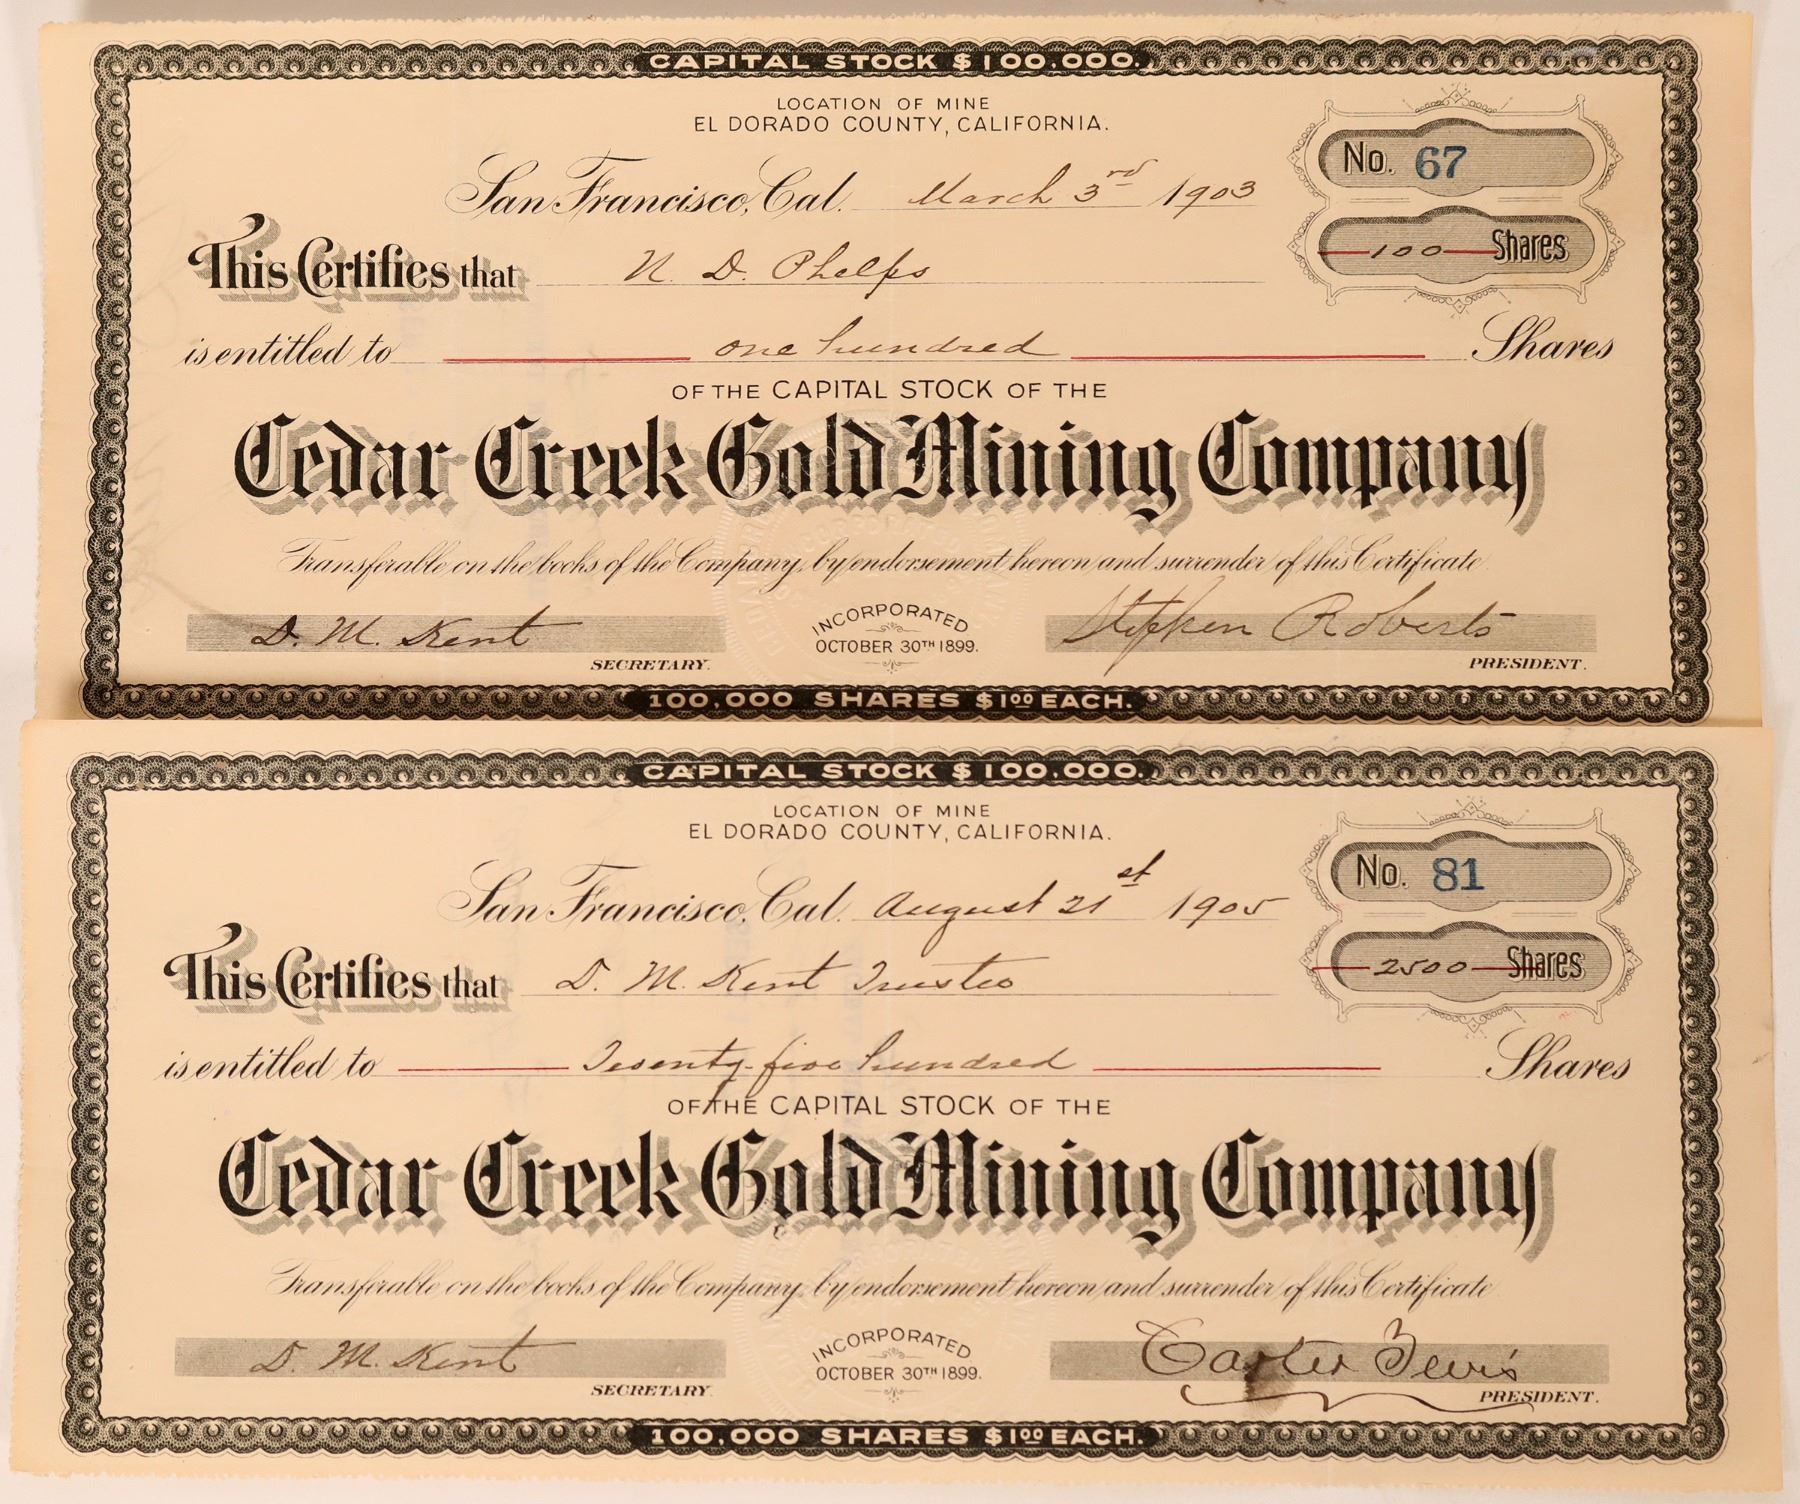 CAPITAL STOCK $100.000.
LOCATION OF MINE
EL DORADO COUNTY, CALIFORNIA.
No. 67
San Francisco, Cal. March 3rd 1903
100 Shares
This Certifies that N. D. Phelps
is entitled to one hundred Shares
OF THE CAPITAL STOCK OF THE
Cedar Creek Gold Mining Company
Transferable on the books of the Company, by endorsement hereon and surrender of this Certificate
D. M. Kent
SECRETARY.
INCORPORATED
OCTOBER 30TH 1899.
Stephen Roberts
PRESIDENT.
100,000 SHARES $1.00 EACH.
CAPITAL STOCK $100.000.
LOCATION OF MINE
EL DORADO COUNTY, CALIFORNIA.
No. 81
San Francisco, Cal. August 21st 1905
2500 Shares
This Certifies that D. M. Kent Trustee
is entitled to Twenty-five hundred Shares
OF THE CAPITAL STOCK OF THE
Cedar Creek Gold Mining Company
Transferable on the books of the Company, by endorsement hereon and surrender of this Certificate
D. M. Kent
SECRETARY.
INCORPORATED
OCTOBER 30TH 1899.
Carter Tevis
PRESIDENT.
100,000 SHARES $1.00 EACH.